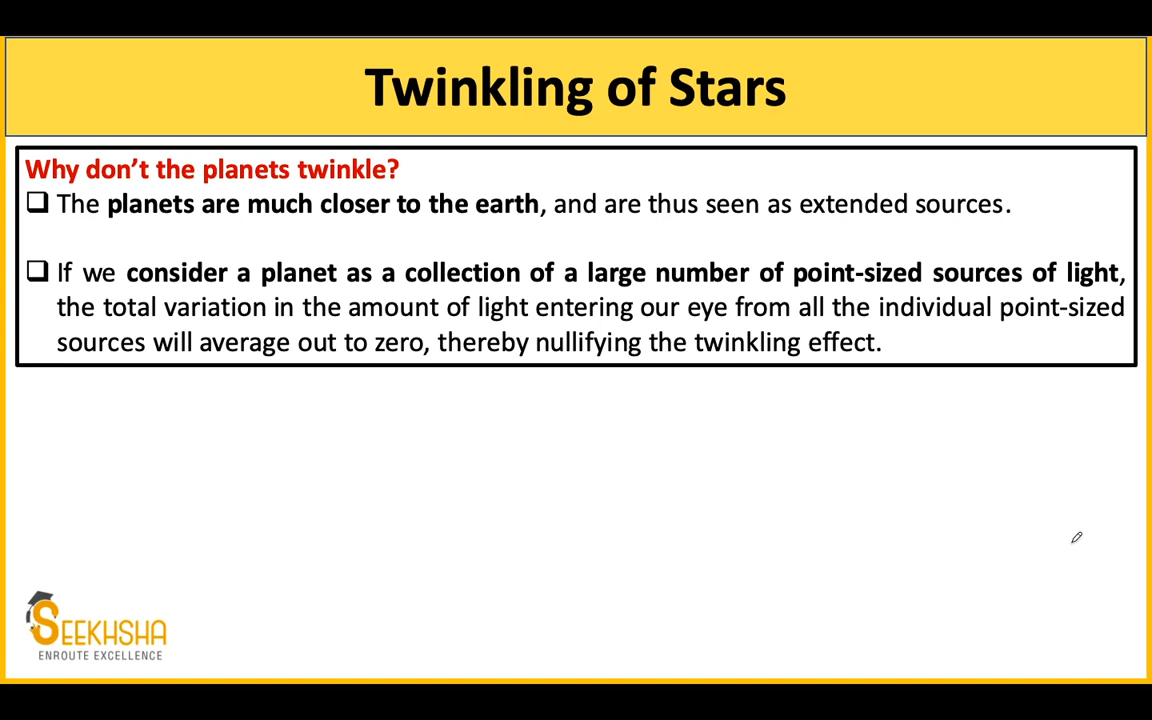 Twinkling of Stars
Why don’t the planets twinkle?
❑ The planets are much closer to the earth, and are thus seen as extended sources.
❑ If we consider a planet as a collection of a large number of point-sized sources of light,
the total variation in the amount of light entering our eye from all the individual point-sized
sources will average out to zero, thereby nullifying the twinkling effect.
SEEKHSHA
ENROUTE EXCELLENCE